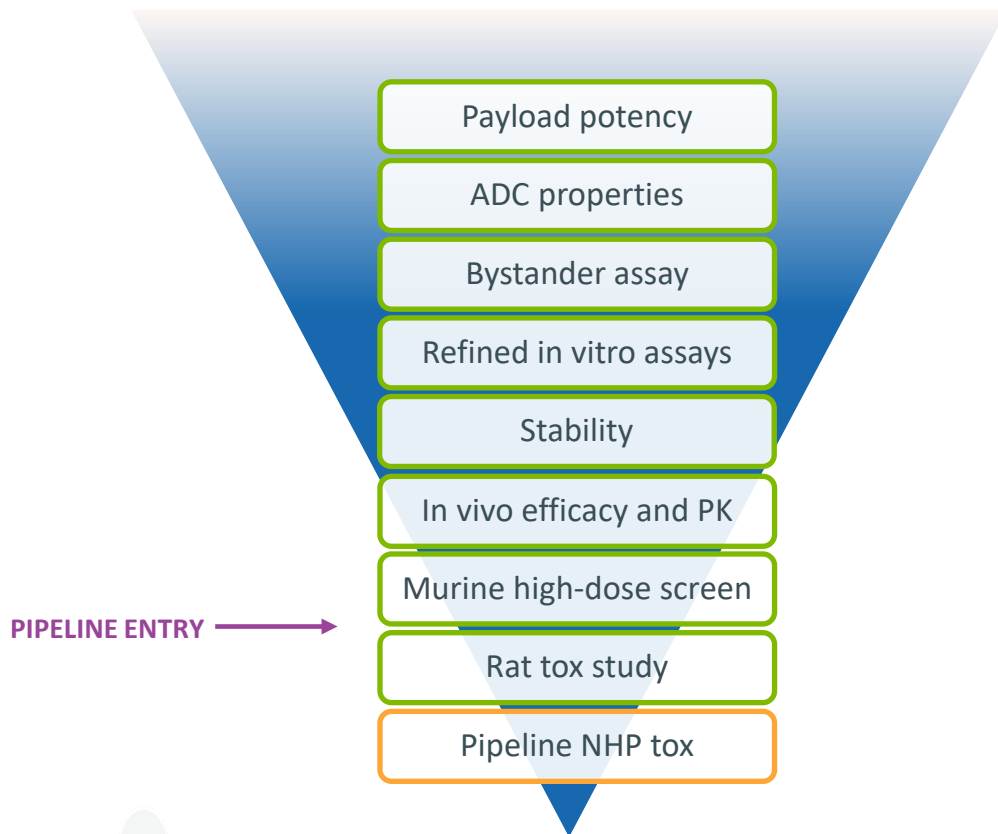 Payload potency
ADC properties
Bystander assay
Refined in vitro assays
Stability
In vivo efficacy and PK
Murine high-dose screen
PIPELINE ENTRY
Rat tox study
Pipeline NHP tox